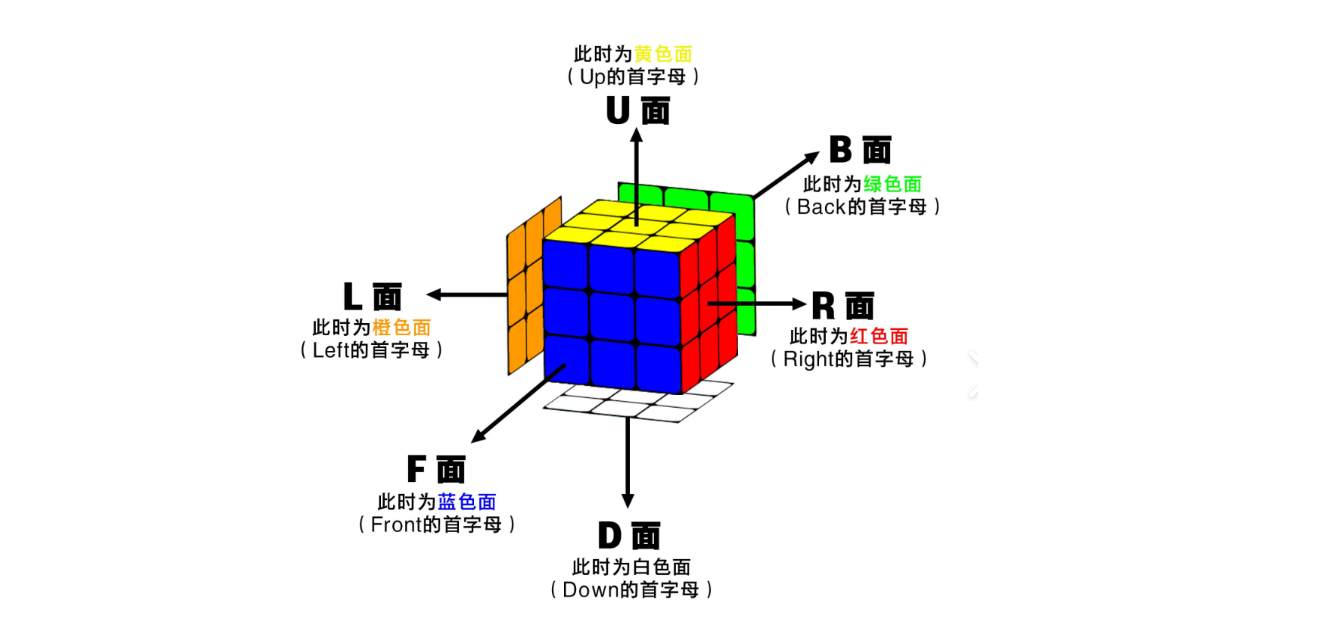 此时为黄色面
（Up的首字母）
U 面
B 面
此时为绿色面
（Back的首字母）
L 面
此时为橙色面
（Left的首字母）
R 面
此时为红色面
（Right的首字母）
F 面
此时为蓝色面
（Front的首字母）
D 面
此时为白色面
（Down的首字母）